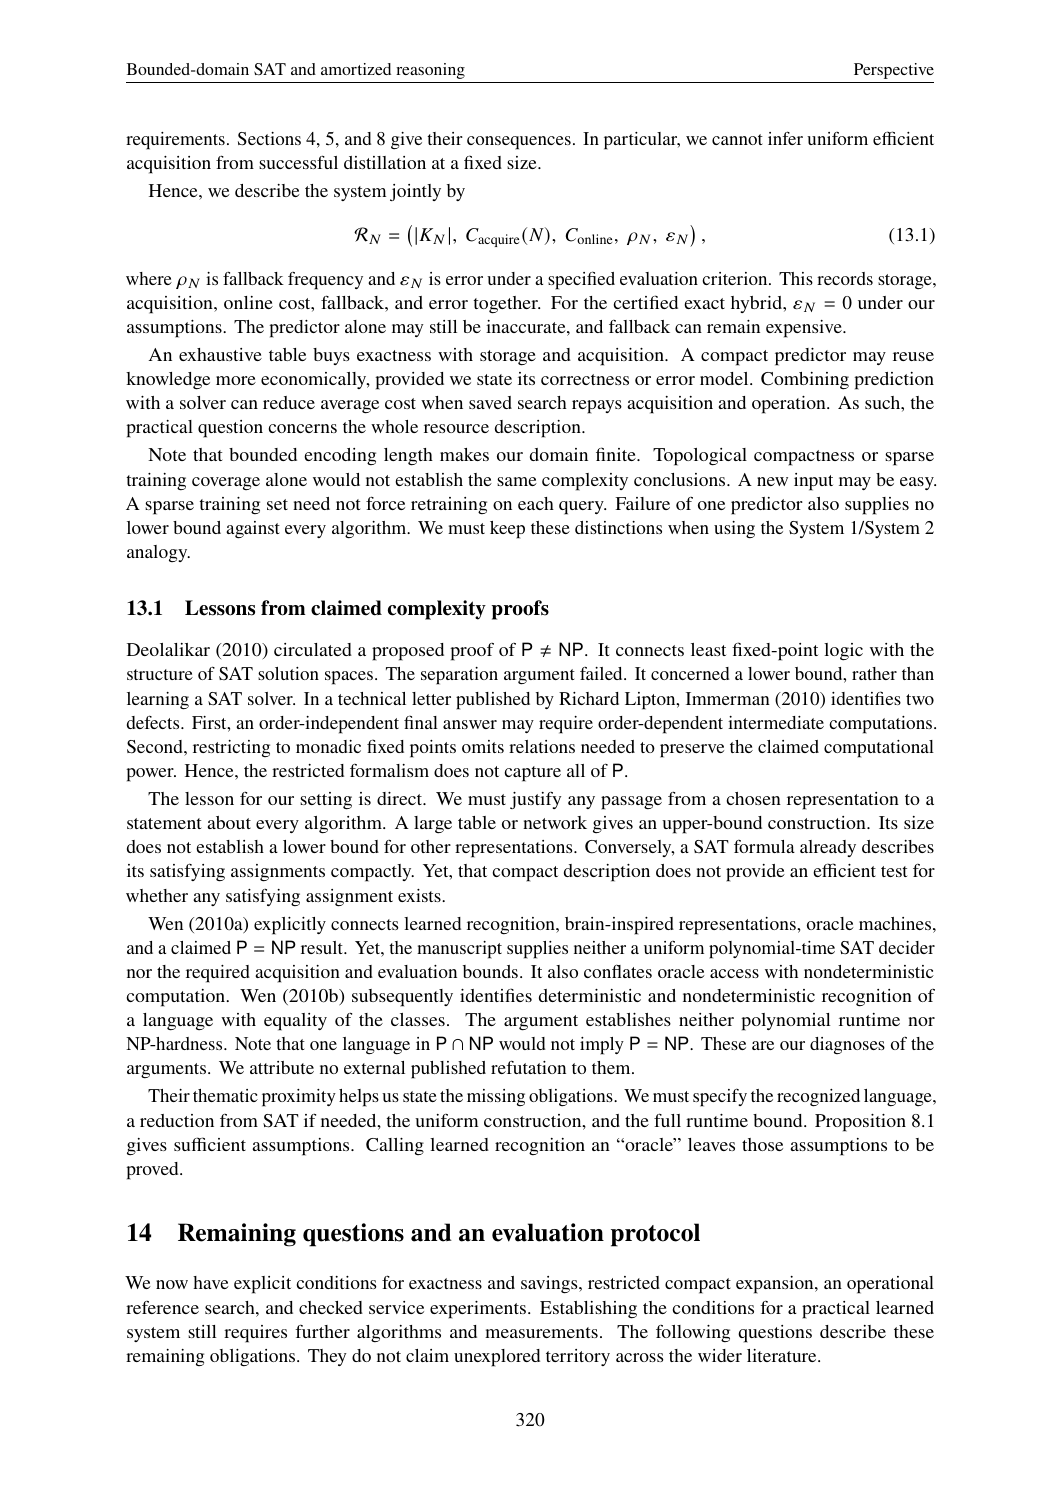 Bounded-domain SAT and amortized reasoning Perspective
requirements. Sections 4, 5, and 8 give their consequences. In particular, we cannot infer uniform efficient
acquisition from successful distillation at a fixed size.
Hence, we describe the system jointly by
ℛ_N = (|K_N|, C_acquire(N), C_online, ρ_N, ε_N), (13.1)
where ρ_N is fallback frequency and ε_N is error under a specified evaluation criterion. This records storage,
acquisition, online cost, fallback, and error together. For the certified exact hybrid, ε_N = 0 under our
assumptions. The predictor alone may still be inaccurate, and fallback can remain expensive.
An exhaustive table buys exactness with storage and acquisition. A compact predictor may reuse
knowledge more economically, provided we state its correctness or error model. Combining prediction
with a solver can reduce average cost when saved search repays acquisition and operation. As such, the
practical question concerns the whole resource description.
Note that bounded encoding length makes our domain finite. Topological compactness or sparse
training coverage alone would not establish the same complexity conclusions. A new input may be easy.
A sparse training set need not force retraining on each query. Failure of one predictor also supplies no
lower bound against every algorithm. We must keep these distinctions when using the System 1/System 2
analogy.
13.1 Lessons from claimed complexity proofs
Deolalikar (2010) circulated a proposed proof of P ≠ NP. It connects least fixed-point logic with the
structure of SAT solution spaces. The separation argument failed. It concerned a lower bound, rather than
learning a SAT solver. In a technical letter published by Richard Lipton, Immerman (2010) identifies two
defects. First, an order-independent final answer may require order-dependent intermediate computations.
Second, restricting to monadic fixed points omits relations needed to preserve the claimed computational
power. Hence, the restricted formalism does not capture all of P.
The lesson for our setting is direct. We must justify any passage from a chosen representation to a
statement about every algorithm. A large table or network gives an upper-bound construction. Its size
does not establish a lower bound for other representations. Conversely, a SAT formula already describes
its satisfying assignments compactly. Yet, that compact description does not provide an efficient test for
whether any satisfying assignment exists.
Wen (2010a) explicitly connects learned recognition, brain-inspired representations, oracle machines,
and a claimed P = NP result. Yet, the manuscript supplies neither a uniform polynomial-time SAT decider
nor the required acquisition and evaluation bounds. It also conflates oracle access with nondeterministic
computation. Wen (2010b) subsequently identifies deterministic and nondeterministic recognition of
a language with equality of the classes. The argument establishes neither polynomial runtime nor
NP-hardness. Note that one language in P ∩ NP would not imply P = NP. These are our diagnoses of the
arguments. We attribute no external published refutation to them.
Their thematic proximity helps us state the missing obligations. We must specify the recognized language,
a reduction from SAT if needed, the uniform construction, and the full runtime bound. Proposition 8.1
gives sufficient assumptions. Calling learned recognition an “oracle” leaves those assumptions to be
proved.
14 Remaining questions and an evaluation protocol
We now have explicit conditions for exactness and savings, restricted compact expansion, an operational
reference search, and checked service experiments. Establishing the conditions for a practical learned
system still requires further algorithms and measurements. The following questions describe these
remaining obligations. They do not claim unexplored territory across the wider literature.
320